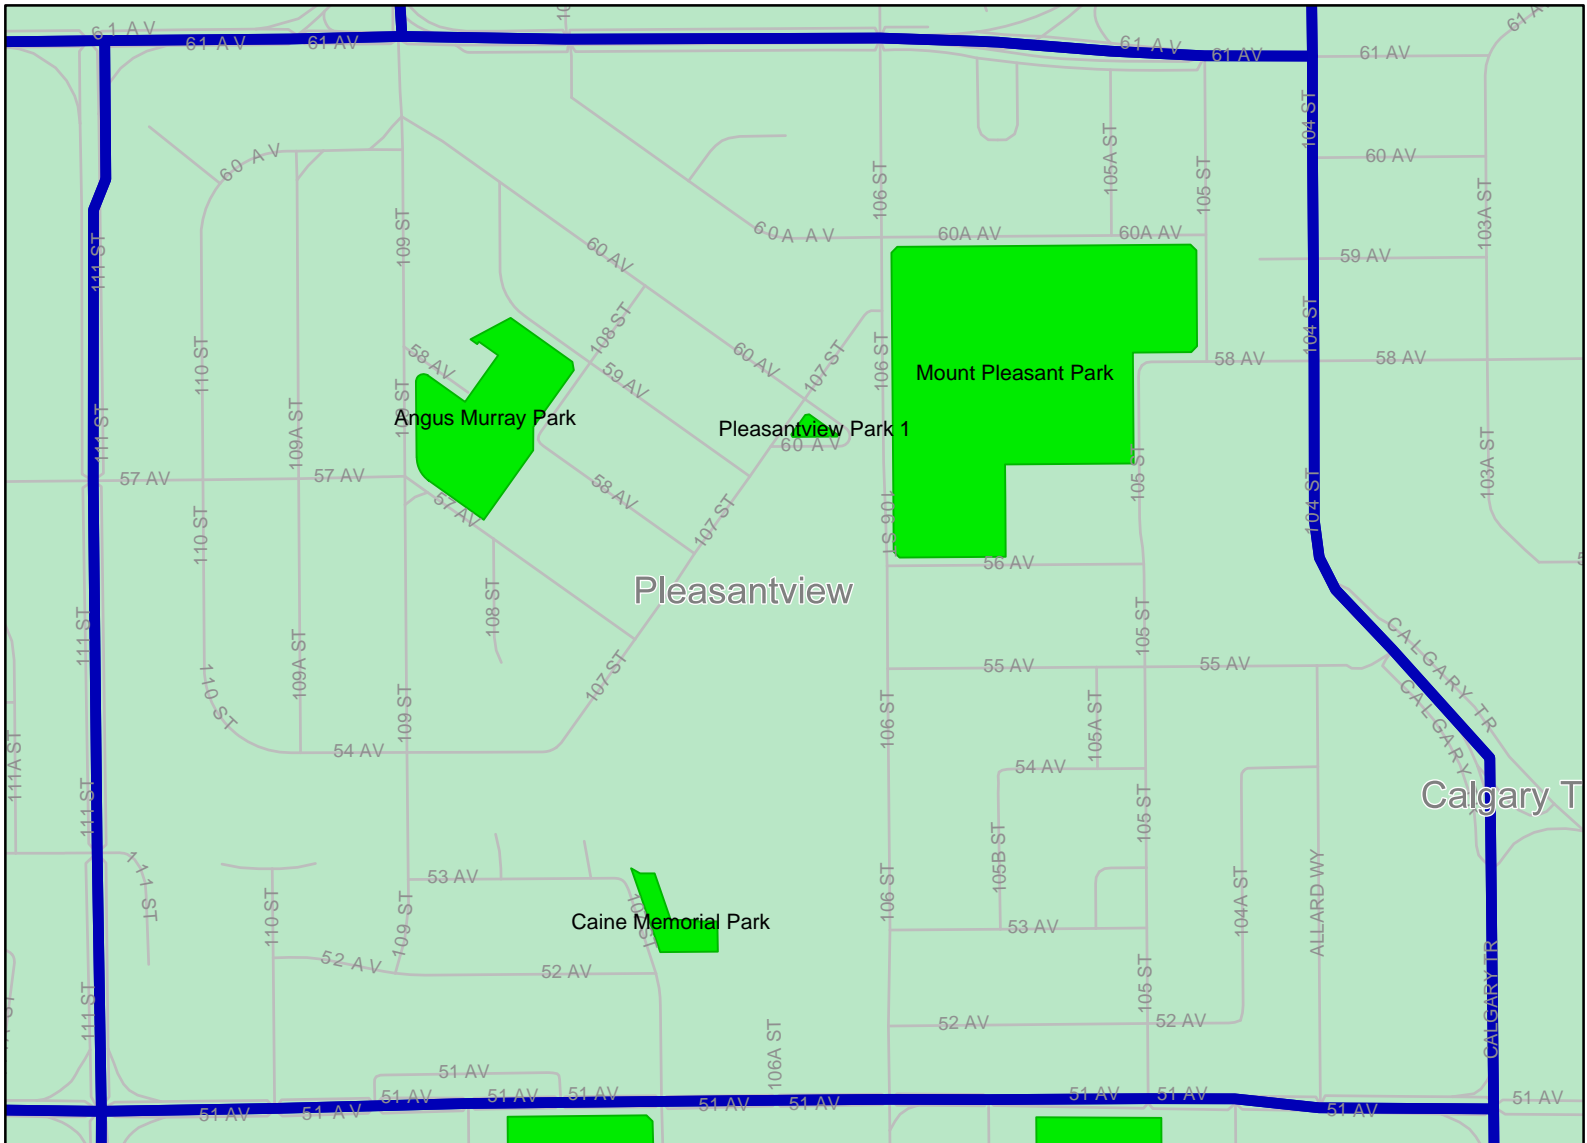 61 AV
61 AV
61 AV
61 AV
61 AV
61 AV
61 AV
104 ST
60 AV
60 AV
105A ST
106 ST
105 ST
103A ST
109 ST
60A AV
60A AV
60A AV
60 AV
59 AV
111 ST
108 ST
104 ST
110 ST
58 AV
59 AV
60 AV
107 ST
106 ST
58 AV
58 AV
Mount Pleasant Park
109 ST
Angus Murray Park
Pleasantview Park 1
60 AV
109A ST
111 ST
57 AV
57 AV
57 AV
58 AV
107 ST
106 ST
105 ST
104 ST
103A ST
110 ST
56 AV
Pleasantview
108 ST
111 ST
109A ST
110 ST
107 ST
109 ST
105 ST
55 AV
55 AV
CALGARY TR
CALGARY
106 ST
105A ST
54 AV
54 AV
111A ST
111 ST
Calgary T
105 ST
105B ST
53 AV
111 ST
110 ST
109 ST
Caine Memorial Park
106 ST
53 AV
104A ST
ALLARD WY
52 AV
52 AV
105 ST
CALGARY TR
111 ST
52 AV
52 AV
106A ST
51 AV
51 AV
51 AV
51 AV
51 AV
51 AV
51 AV
51 AV
51 AV
51 AV
51 AV
51 AV